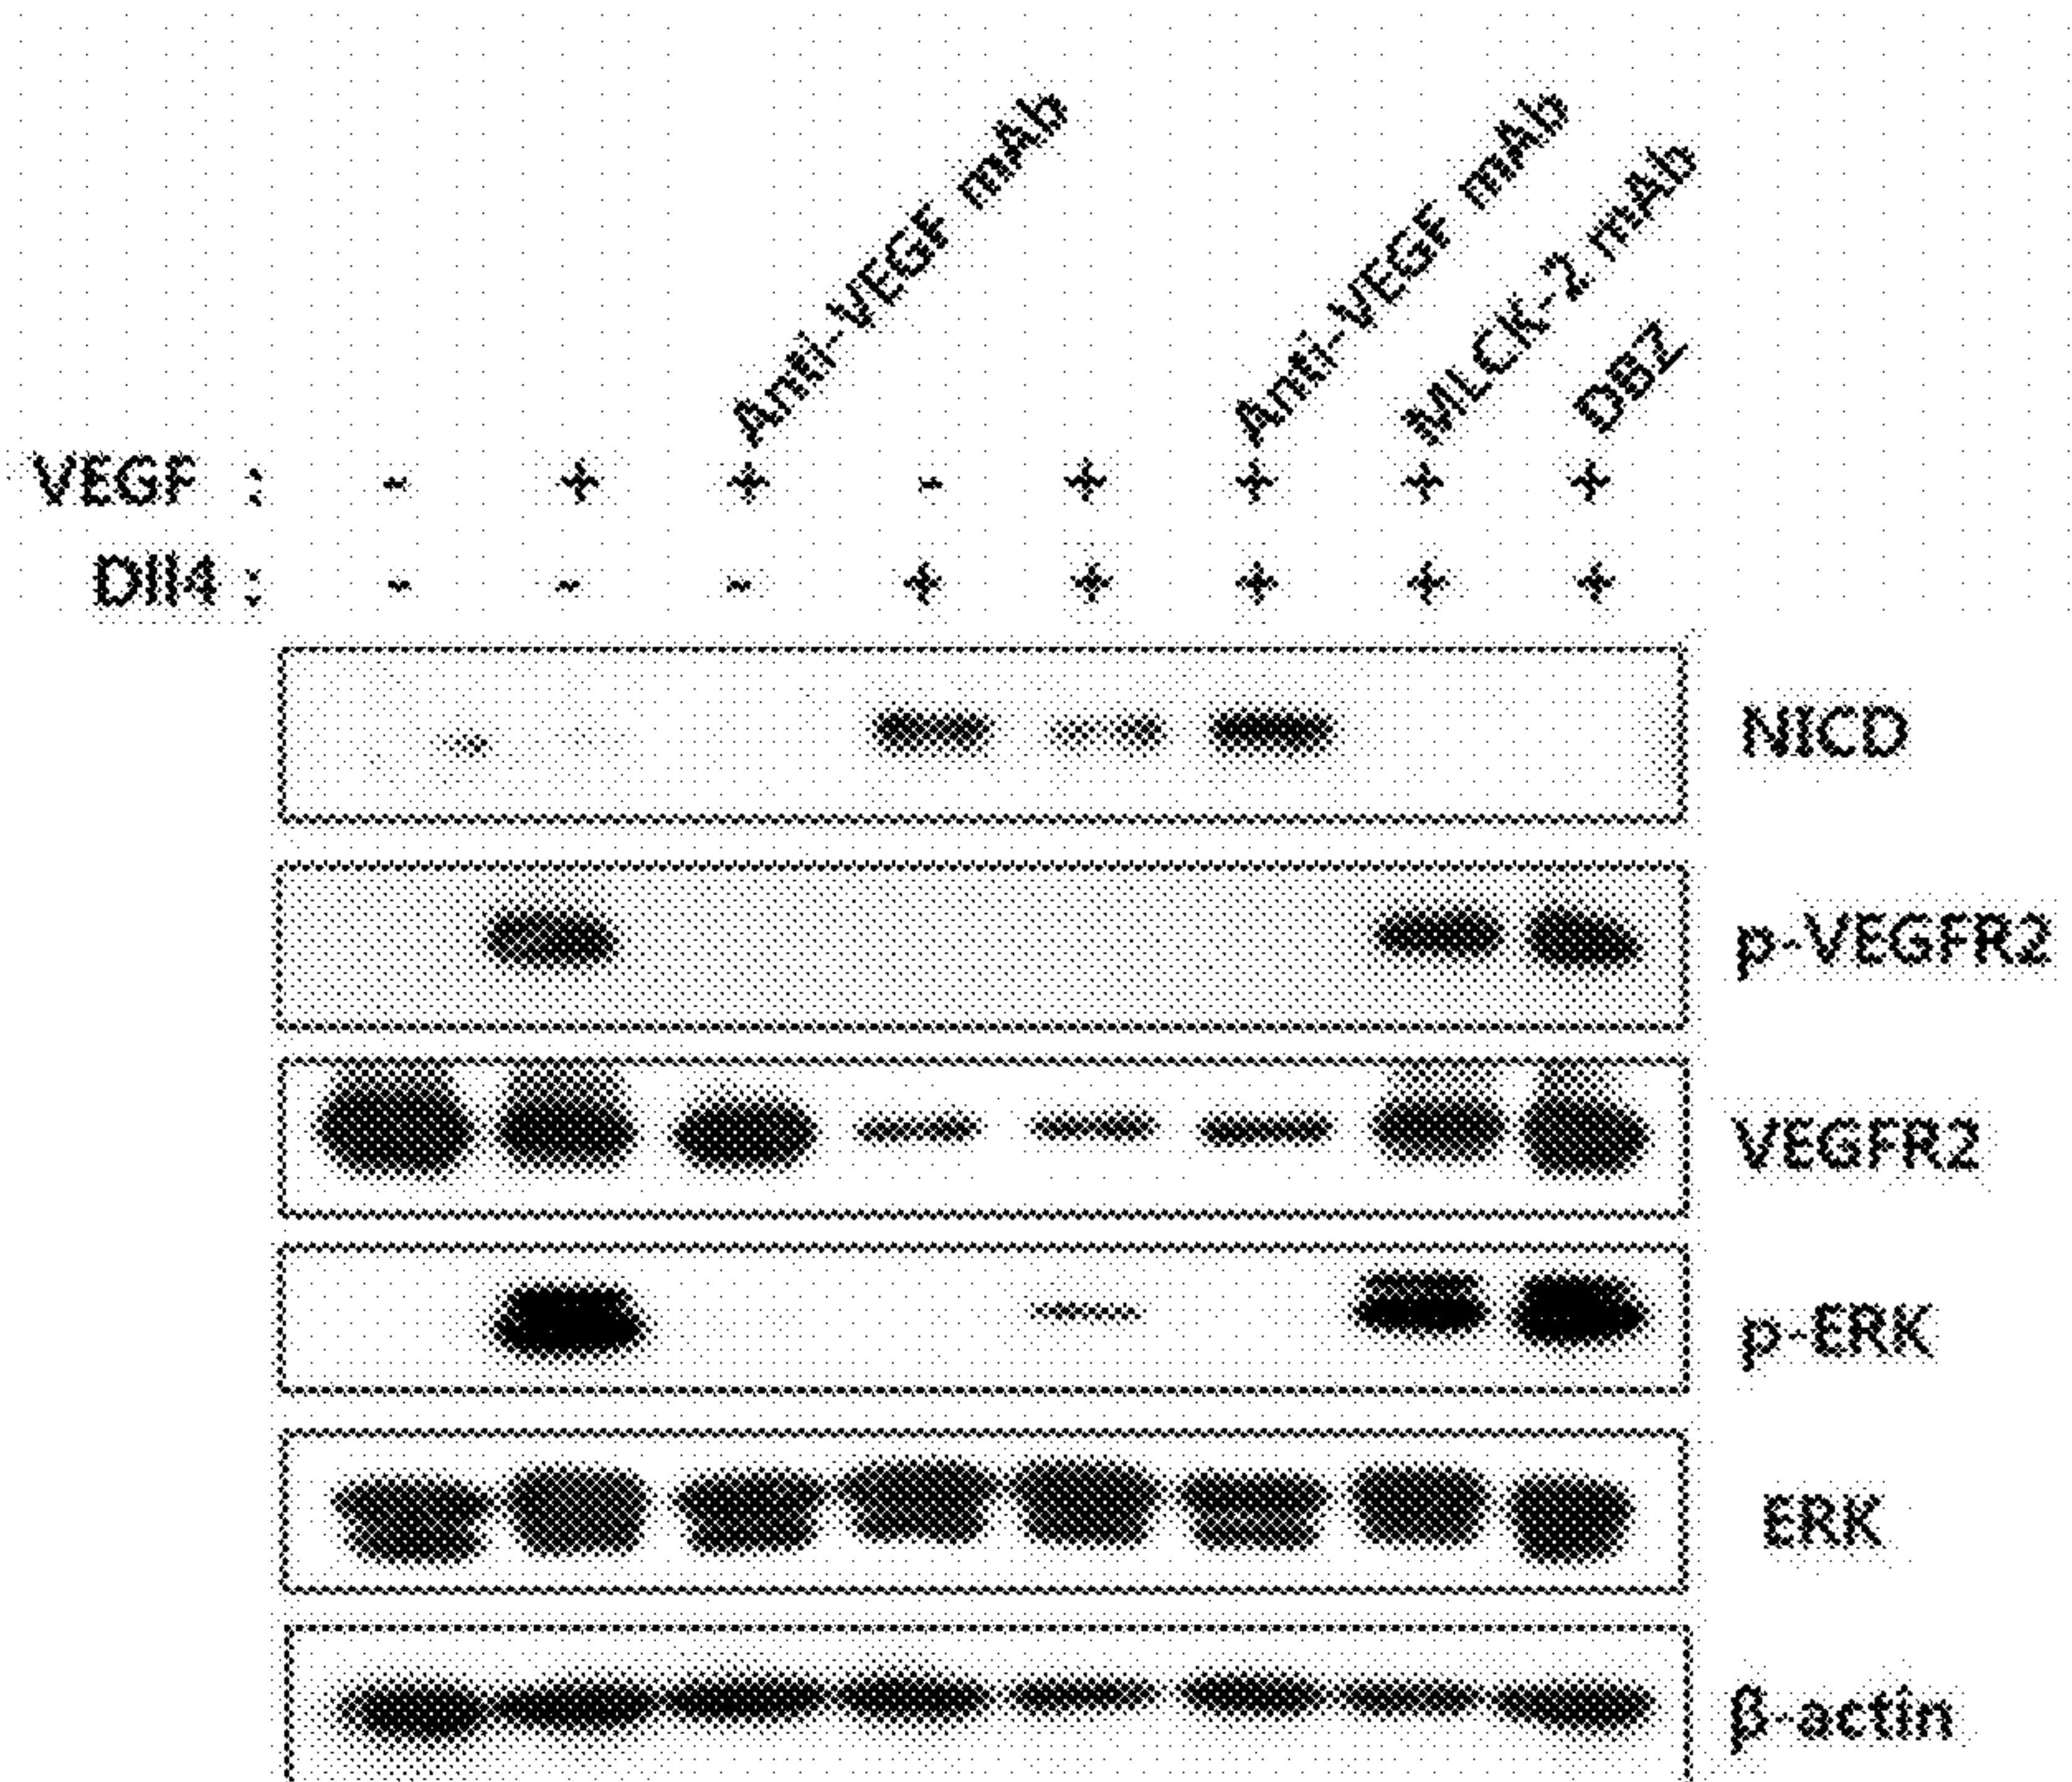 Anti-VEGF mAb
Anti-VEGF mAb
MLCK-2 mAb
DBZ
VEGF : - + + - + + + +
Dll4 : - - - + + + + +
NICD
p-VEGFR2
VEGFR2
p-ERK
ERK
β-actin